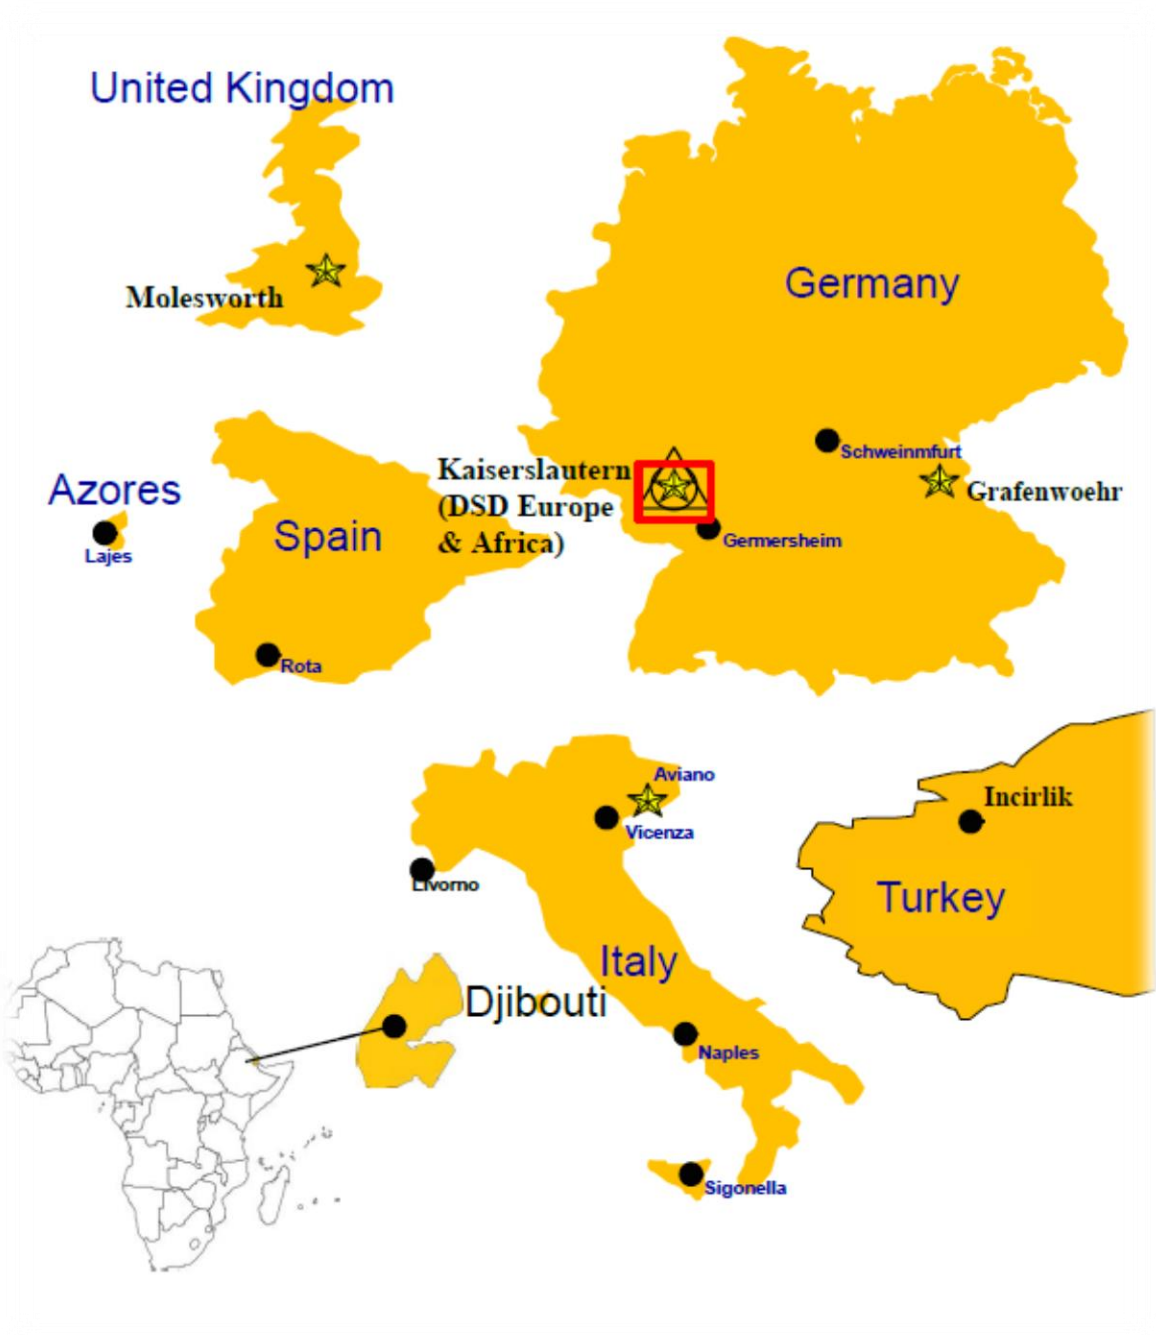 United Kingdom
Molesworth
Germany
Schweinmfurt
Kaiserslautern
(DSD Europe
& Africa)
Grafenwoehr
Germersheim
Azores
Lajes
Spain
Rota
Aviano
Vicenza
Livorno
Italy
Naples
Sigonella
Incirlik
Turkey
Djibouti